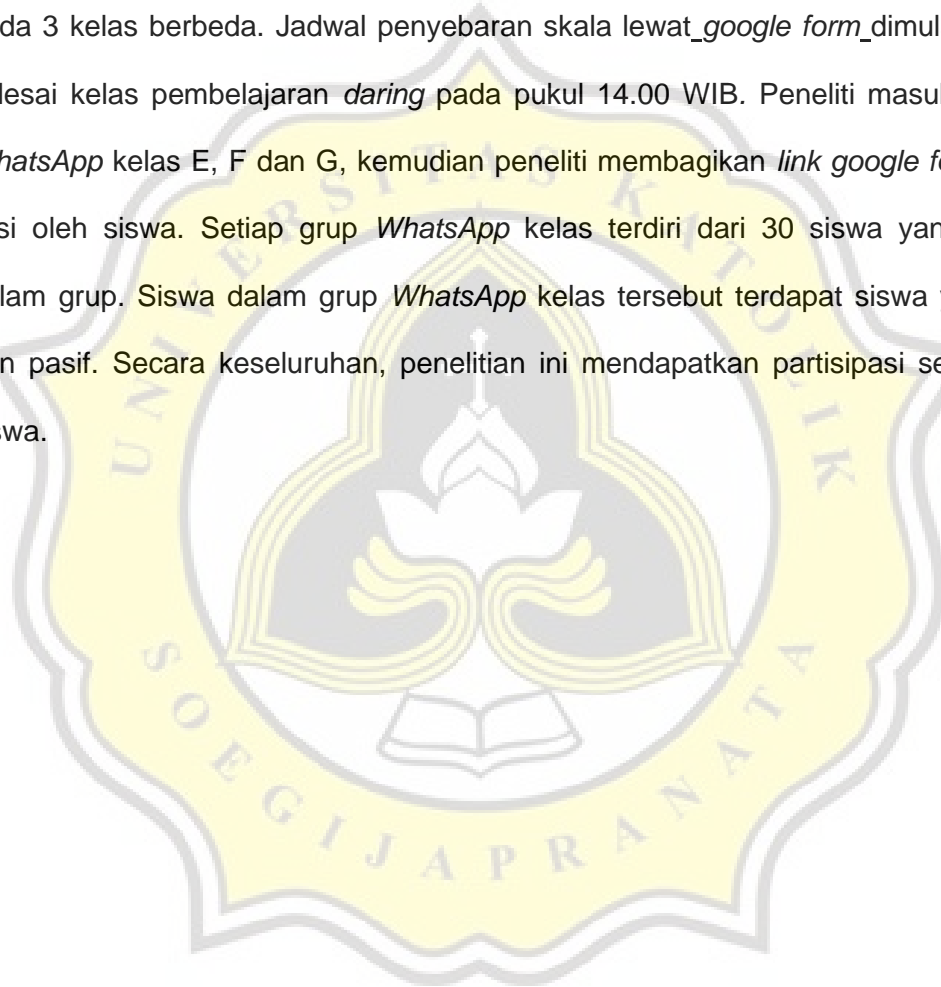 da 3 kelas berbeda. Jadwal penyebaran skala lewat google form dimul
lesai kelas pembelajaran daring pada pukul 14.00 WIB. Peneliti masu
hatsApp kelas E, F dan G, kemudian peneliti membagikan link google f
si oleh siswa. Setiap grup WhatsApp kelas terdiri dari 30 siswa yan
lam grup. Siswa dalam grup WhatsApp kelas tersebut terdapat siswa
n pasif. Secara keseluruhan, penelitian ini mendapatkan partisipasi se
swa.
UNIVERSITAS KATOLIK
SOEGIJAPRANATA